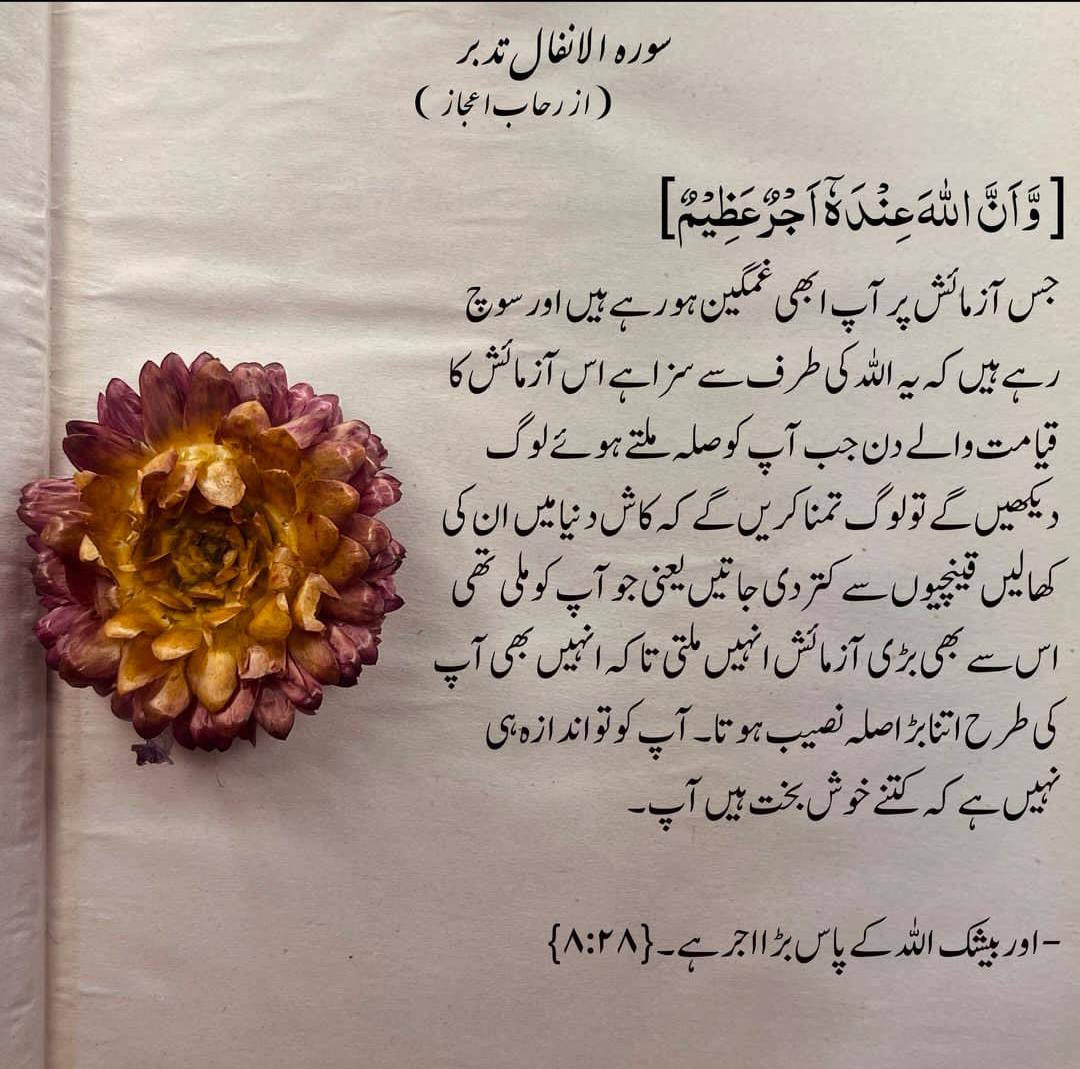 سورہ الانفال تدبر
( از رحاب اعجاز )
[ وَّاَنَّ اللّٰهَ عِنْدَهٗۤ اَجْرٌ عَظِيْمٌ ]
جس آزمائش پر آپ ابھی غمگین ہو رہے ہیں اور سوچ
رہے ہیں کہ یہ اللہ کی طرف سے سزا ہے اس آزمائش کا
قیامت والے دن جب آپ کو صلہ ملتے ہوئے لوگ
دیکھیں گے تو لوگ تمنا کریں گے کہ کاش دنیا میں ان کی
کھالیں قینچیوں سے کتر دی جاتیں یعنی جو آپ کو ملی تھی
اس سے بھی بڑی آزمائش انہیں ملتی تاکہ انہیں بھی آپ
کی طرح اتنا بڑا صلہ نصیب ہوتا۔ آپ کو تو اندازہ ہی
نہیں ہے کہ کتنے خوش بخت ہیں آپ۔
- اور بیشک اللہ کے پاس بڑا اجر ہے۔ {۸:۲۸}